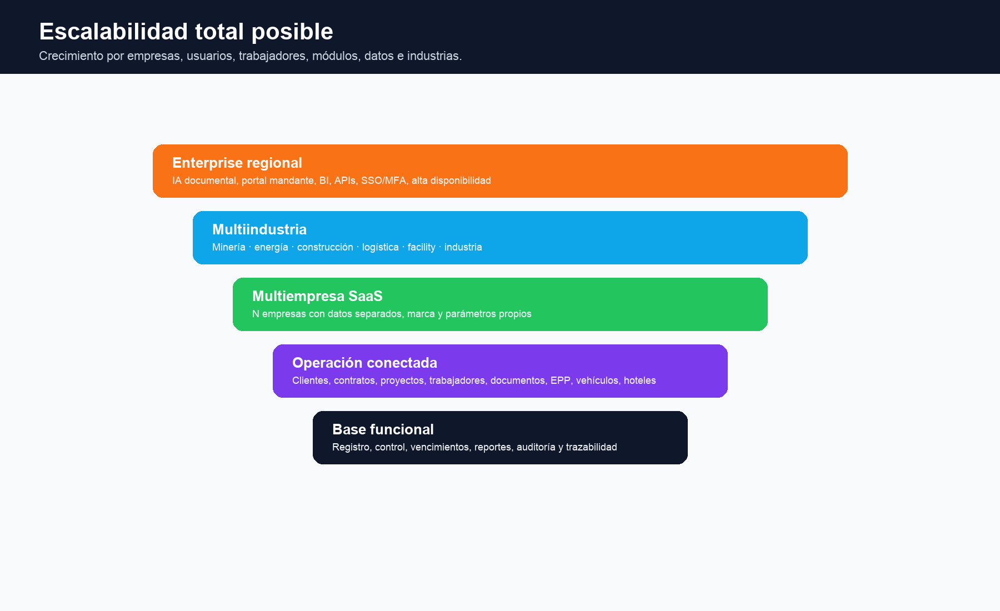 Escalabilidad total posible
Crecimiento por empresas, usuarios, trabajadores, módulos, datos e industrias.
Enterprise regional
IA documental, portal mandante, BI, APIs, SSO/MFA, alta disponibilidad
Multiindustria
Minería · energía · construcción · logística · facility · industria
Multiempresa SaaS
N empresas con datos separados, marca y parámetros propios
Operación conectada
Clientes, contratos, proyectos, trabajadores, documentos, EPP, vehículos, hoteles
Base funcional
Registro, control, vencimientos, reportes, auditoría y trazabilidad